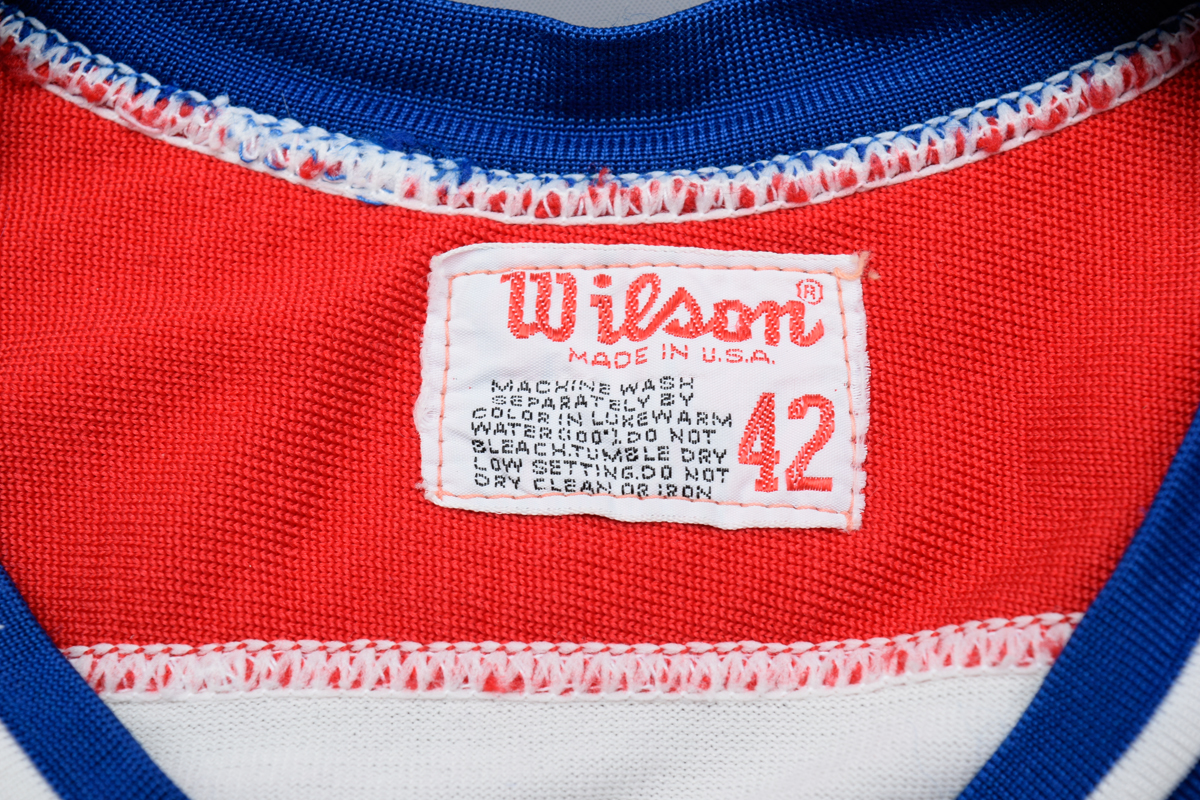 Wilson®
MADE IN U.S.A.
MACHINE WASH
SEPARATELY BY
COLOR IN LUKEWARM
WATER (100°). DO NOT
BLEACH. TUMBLE DRY
LOW SETTING. DO NOT
DRY CLEAN OR IRON
42